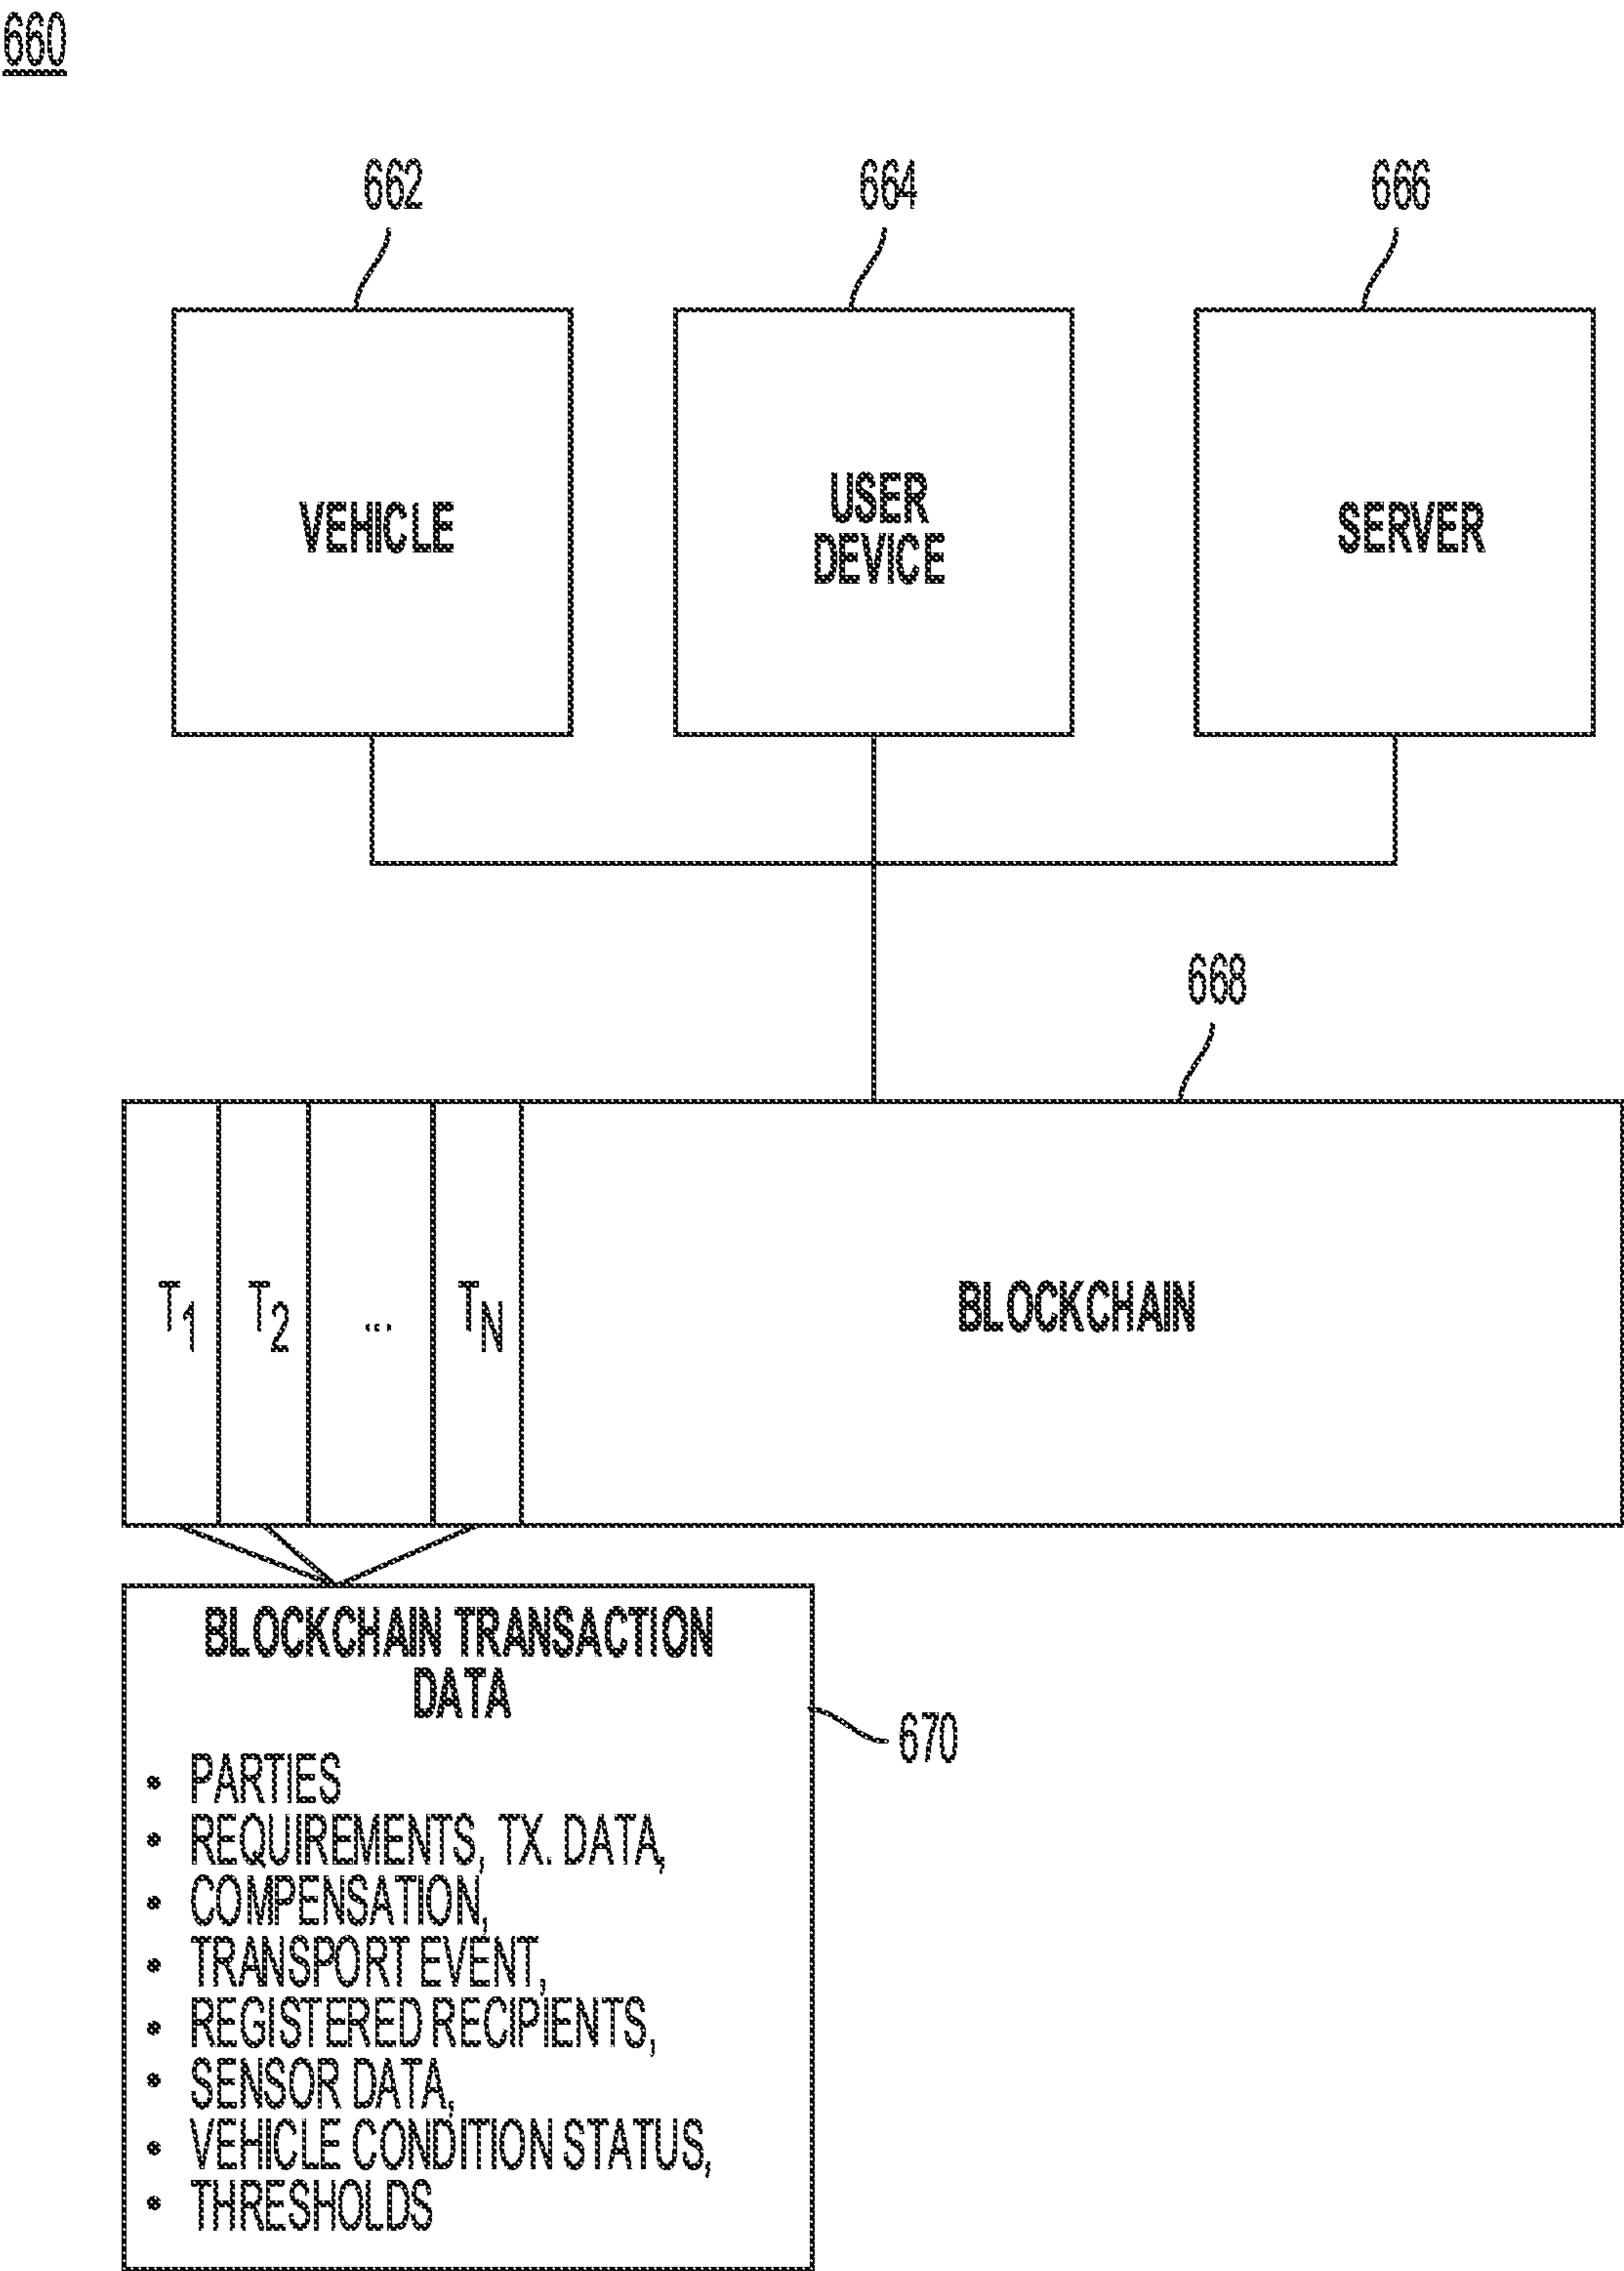 660
662
664
666
VEHICLE
USER
DEVICE
SERVER
668
T1
T2
...
TN
BLOCKCHAIN
BLOCKCHAIN TRANSACTION
DATA
670
• PARTIES
• REQUIREMENTS, TX. DATA,
• COMPENSATION,
• TRANSPORT EVENT,
• REGISTERED RECIPIENTS,
• SENSOR DATA,
• VEHICLE CONDITION STATUS,
• THRESHOLDS